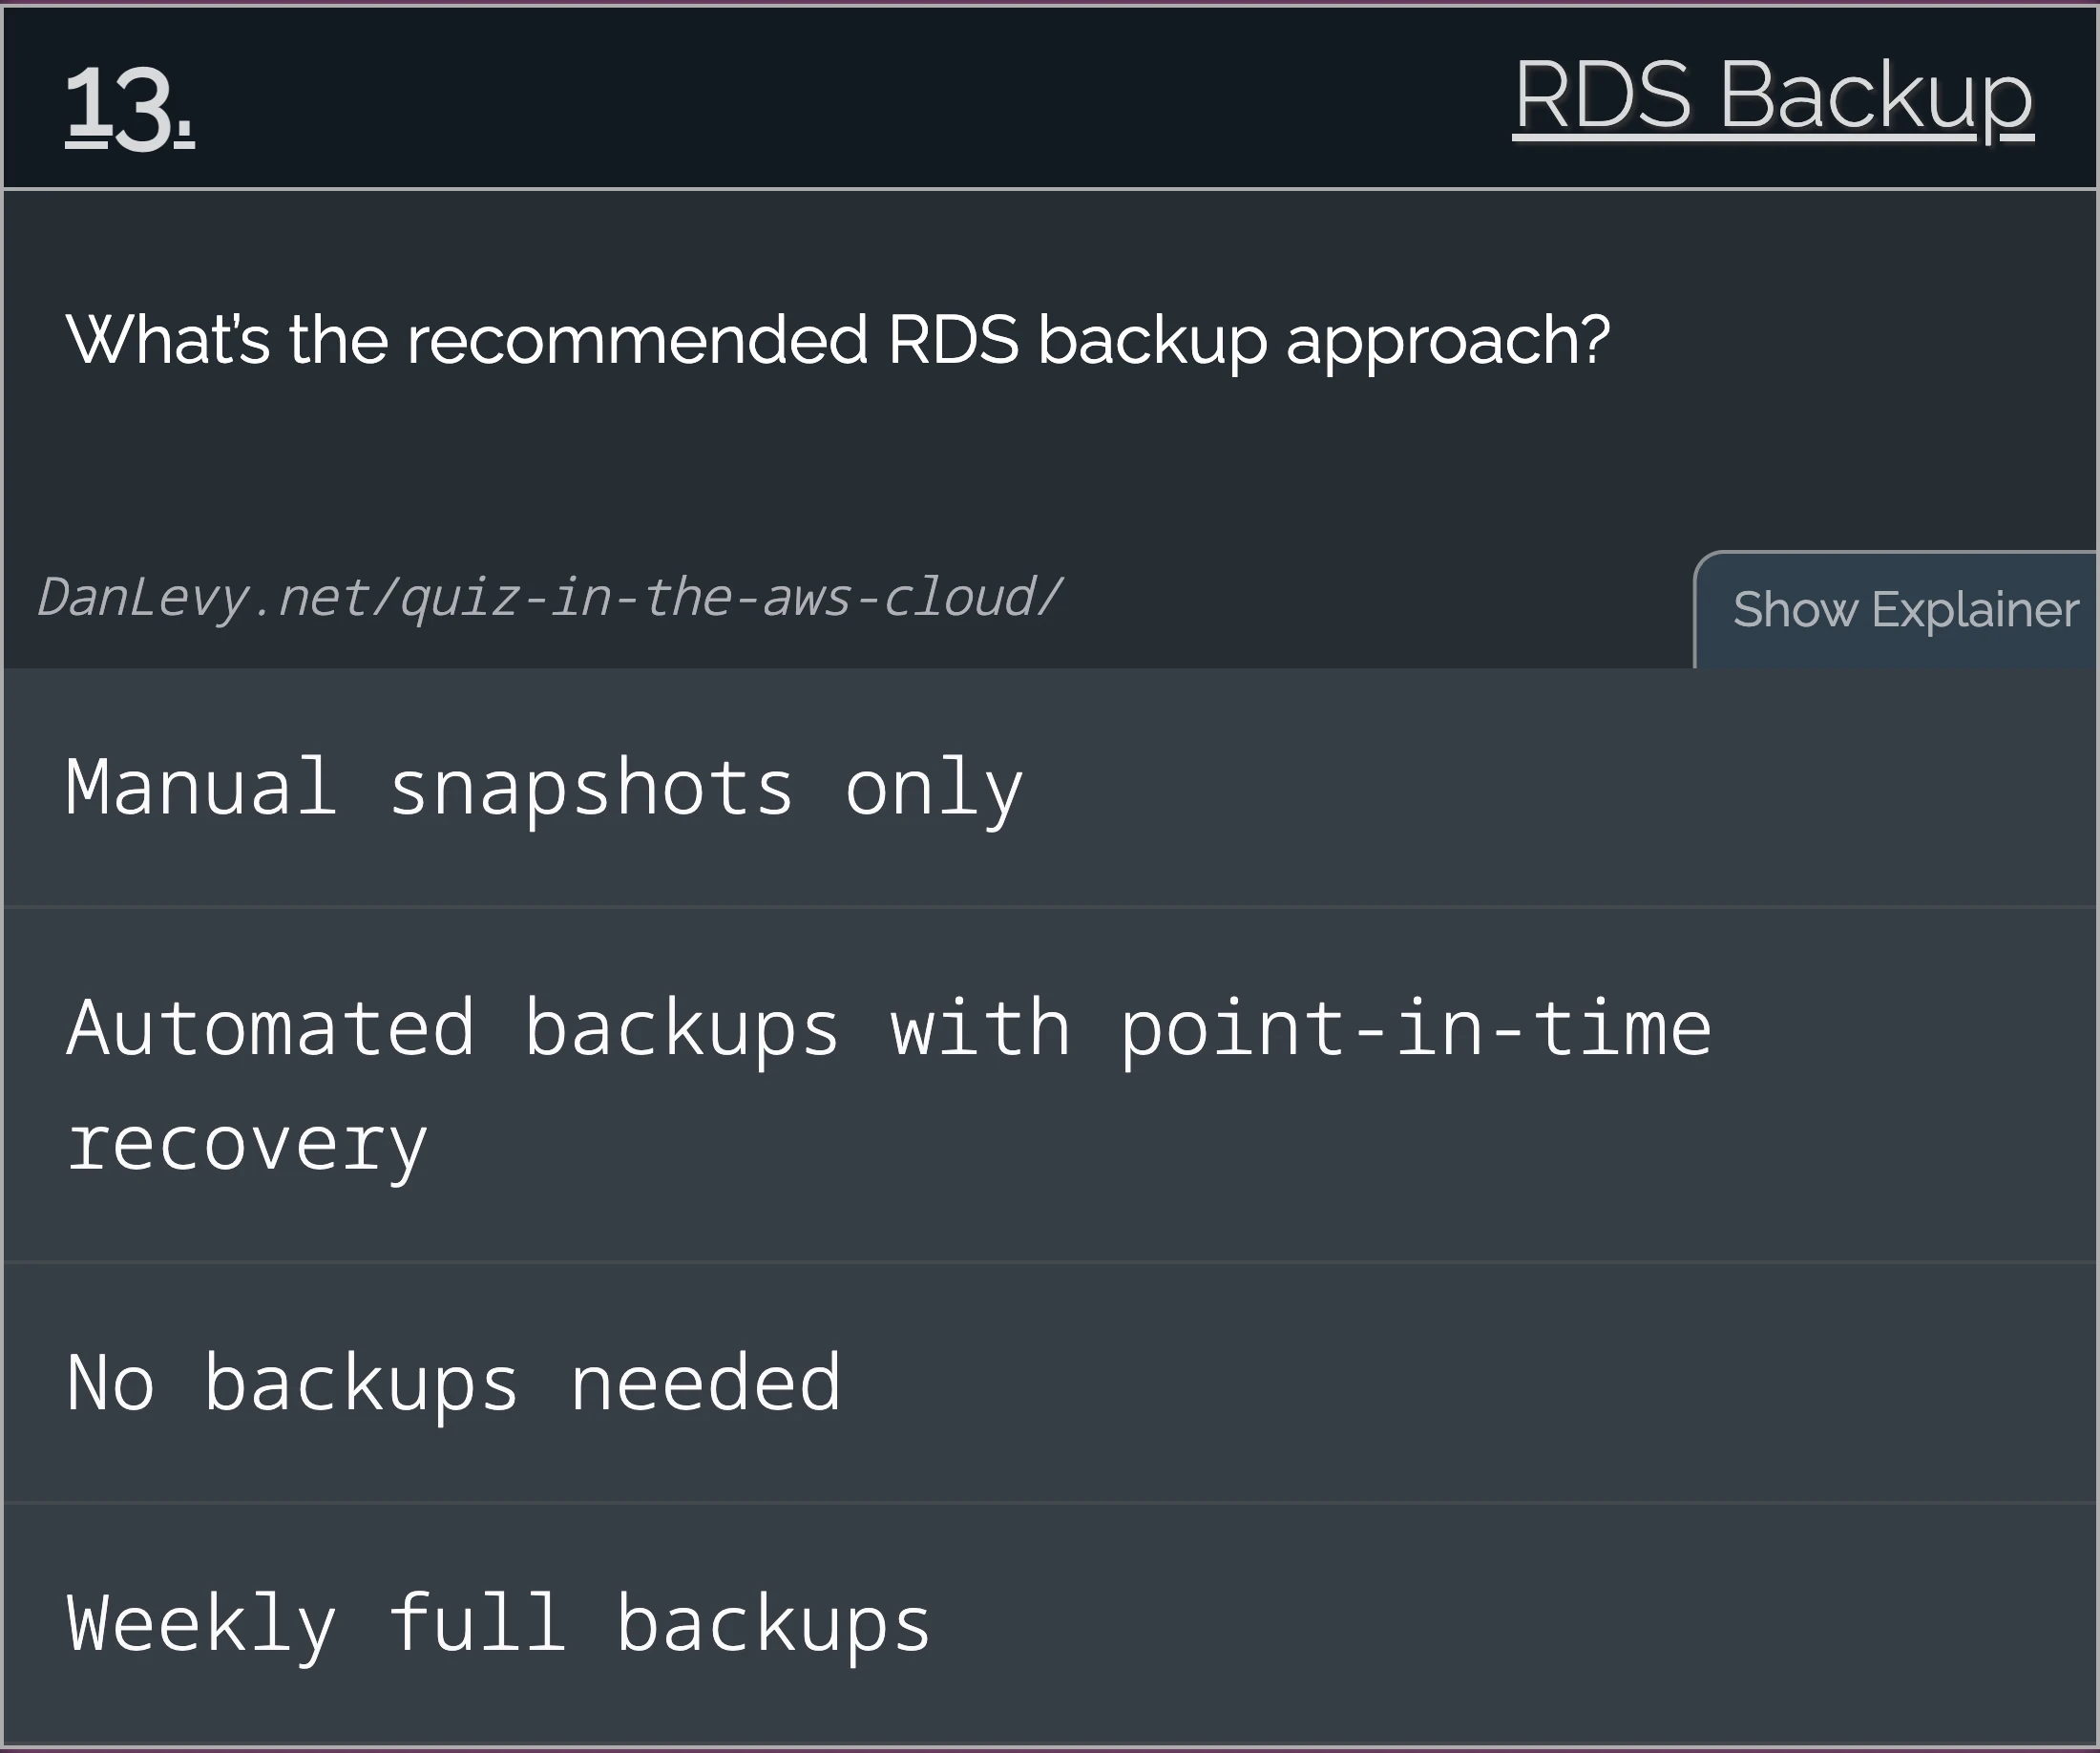 13.
RDS Backup
What's the recommended RDS backup approach?
DanLevy.net/quiz-in-the-aws-cloud/
Show Explainer
Manual snapshots only
Automated backups with point-in-time
recovery
No backups needed
Weekly full backups